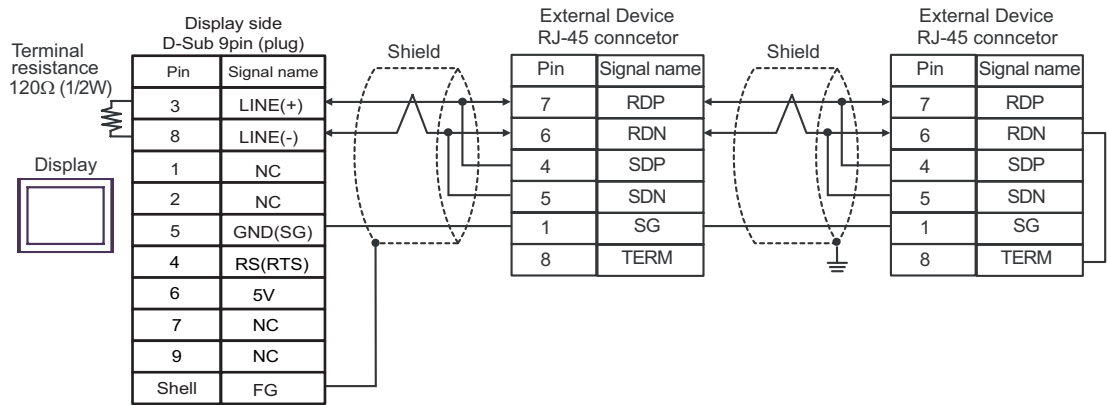 Display side
D-Sub 9pin (plug)
External Device
RJ-45 conncetor
External Device
RJ-45 conncetor
Terminal
resistance
120Ω (1/2W)
Shield
Shield
Display
Pin Signal name
3 LINE(+)
8 LINE(-)
1 NC
2 NC
5 GND(SG)
4 RS(RTS)
6 5V
7 NC
9 NC
Shell FG
Pin Signal name
7 RDP
6 RDN
4 SDP
5 SDN
1 SG
8 TERM
Pin Signal name
7 RDP
6 RDN
4 SDP
5 SDN
1 SG
8 TERM